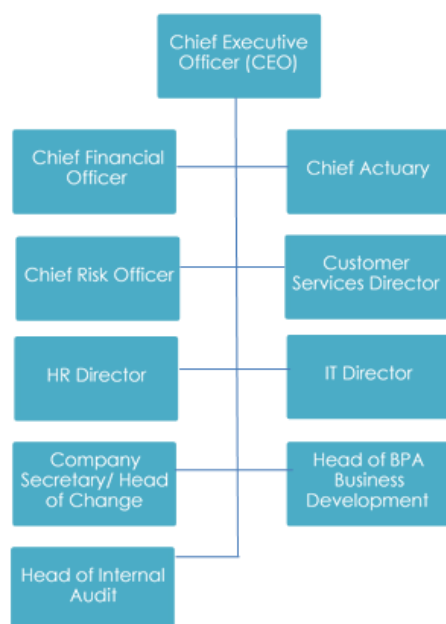 Chief Executive
Officer (CEO)
Chief Financial
Officer
Chief Actuary
Chief Risk Officer
Customer
Services Director
HR Director
IT Director
Company
Secretary/ Head
of Change
Head of BPA
Business
Development
Head of Internal
Audit